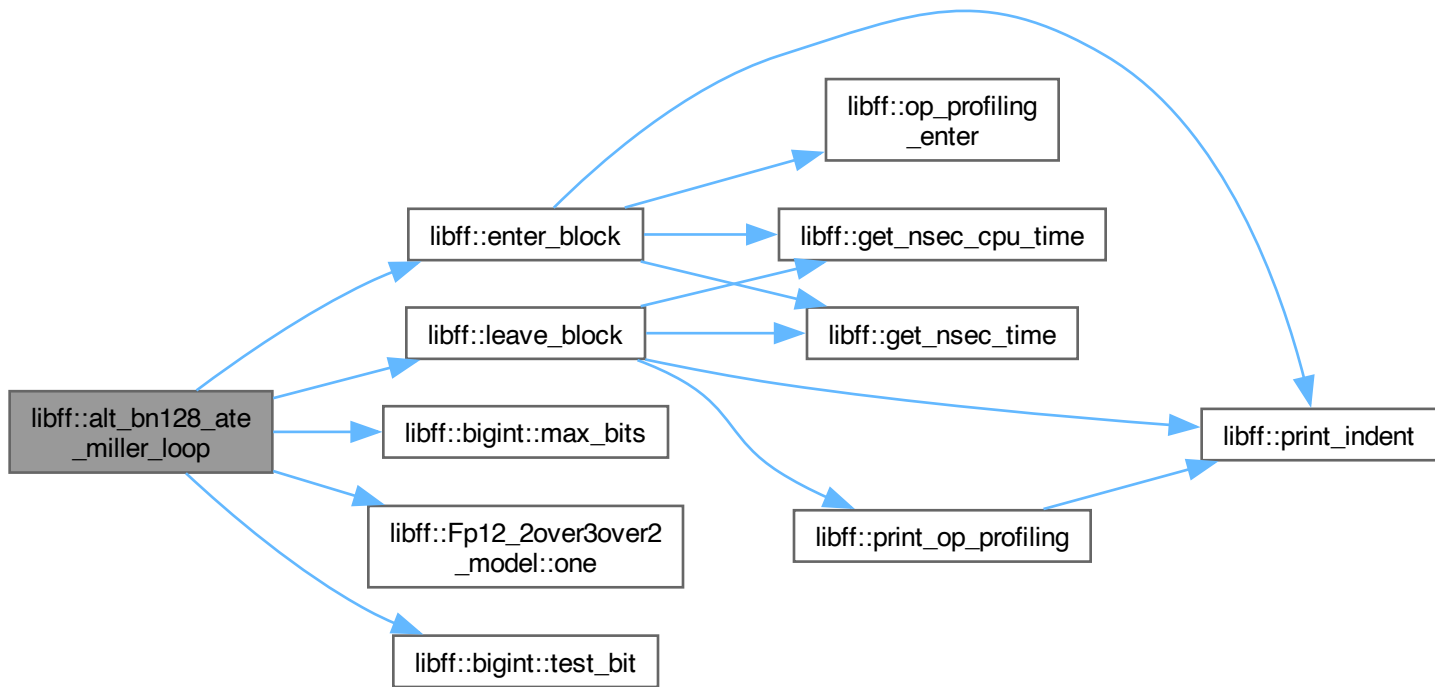 libff::alt_bn128_ate
_miller_loop
libff::enter_block
libff::leave_block
libff::bigint::max_bits
libff::Fp12_2over3over2
_model::one
libff::bigint::test_bit
libff::op_profiling
_enter
libff::get_nsec_cpu_time
libff::get_nsec_time
libff::print_op_profiling
libff::print_indent